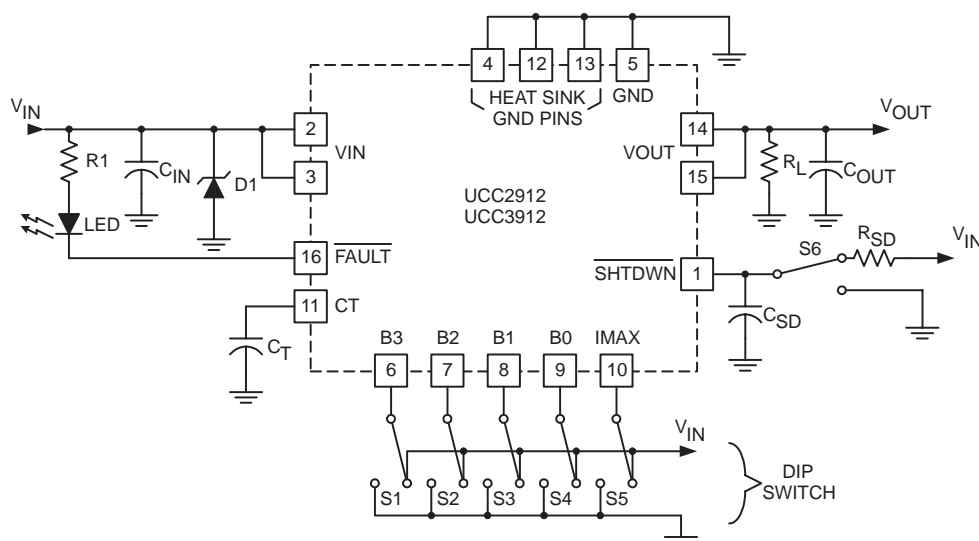 4 12 13 5
HEAT SINK
GND PINS
GND
VIN
R1
CIN
D1
LED
2
3
VIN
16
FAULT
11
CT
CT
UCC2912
UCC3912
14
15
VOUT
VOUT
RL
COUT
1
SHTDWN
S6
RSD
VIN
CSD
B3 B2 B1 B0 IMAX
6 7 8 9 10
VIN
S1 S2 S3 S4 S5
DIP
SWITCH